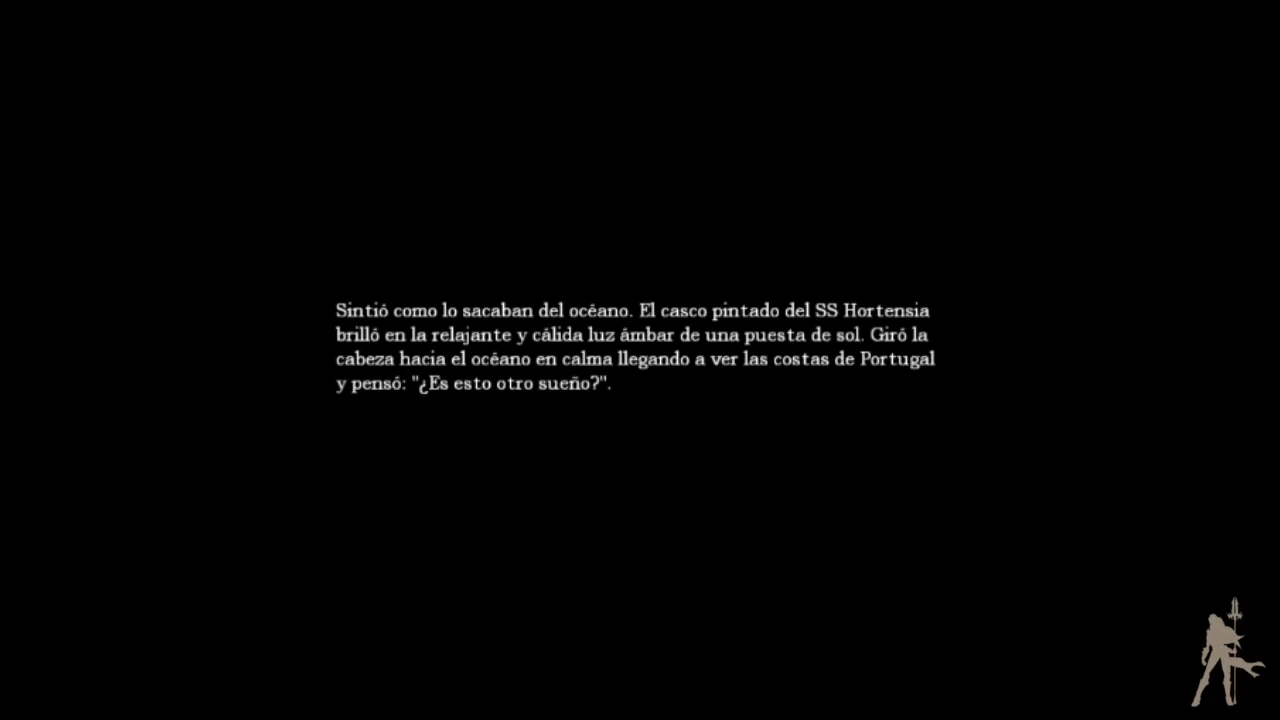 Sintió como lo sacaban del océano. El casco pintado del SS Hortensia
brilló en la relajante y cálida luz ámbar de una puesta de sol. Giró la
cabeza hacia el océano en calma llegando a ver las costas de Portugal
y pensó: "¿Es esto otro sueño?".